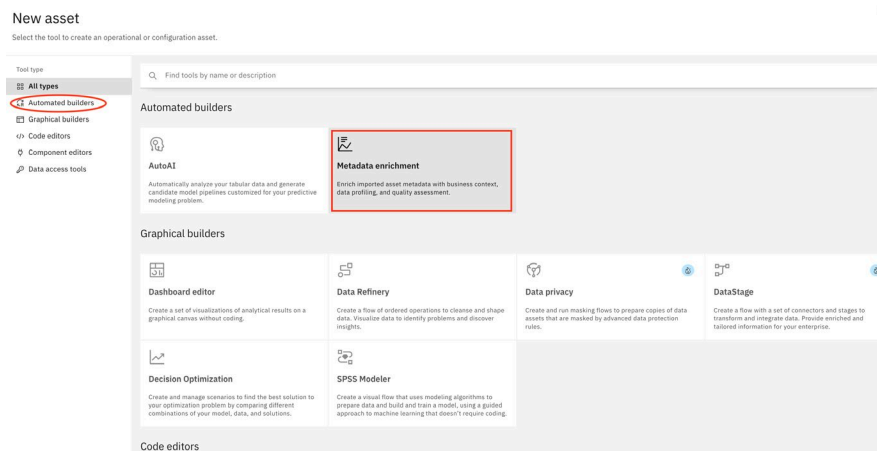 New asset
Select the tool to create an operational or configuration asset.
Tool type
All types
Automated builders
Graphical builders
Code editors
Component editors
Data access tools
Find tools by name or description
Automated builders
AutoAI
Automatically analyze your tabular data and generate
candidate model pipelines customized for your predictive
modeling problem.
Metadata enrichment
Enrich imported asset metadata with business context,
data profiling, and quality assessment.
Graphical builders
Dashboard editor
Create a set of visualizations of analytical results on a
graphical canvas without coding.
Data Refinery
Create a flow of ordered operations to cleanse and shape
data. Visualize data to identify problems and discover
insights.
Data privacy
Create and run masking flows to prepare copies of data
assets that are masked by advanced data protection
rules.
DataStage
Create a flow with a set of connectors and stages to
transform and integrate data. Provide enriched and
tailored information for your enterprise.
Decision Optimization
Create and manage scenarios to find the best solution to
your optimization problem by comparing different
combinations of your model, data, and solutions.
SPSS Modeler
Create a visual flow that uses modeling algorithms to
prepare data and build and train a model, using a guided
approach to machine learning that doesn't require coding.
Code editors